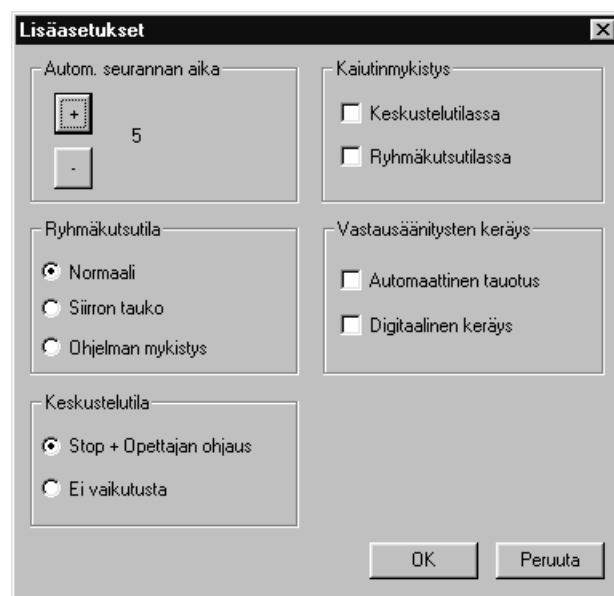 Lisäasetukset
Autom. seurannan aika
+
5
-
Kaiutinmykistys
Keskustelutilassa
Ryhmäkutsutilassa
Ryhmäkutsutila
Normaali
Siirron tauko
Ohjelman mykistys
Vastausäänitysten keräys
Automaattinen tauotus
Digitaalinen keräys
Keskustelutila
Stop + Opettajan ohjaus
Ei vaikutusta
OK
Peruuta